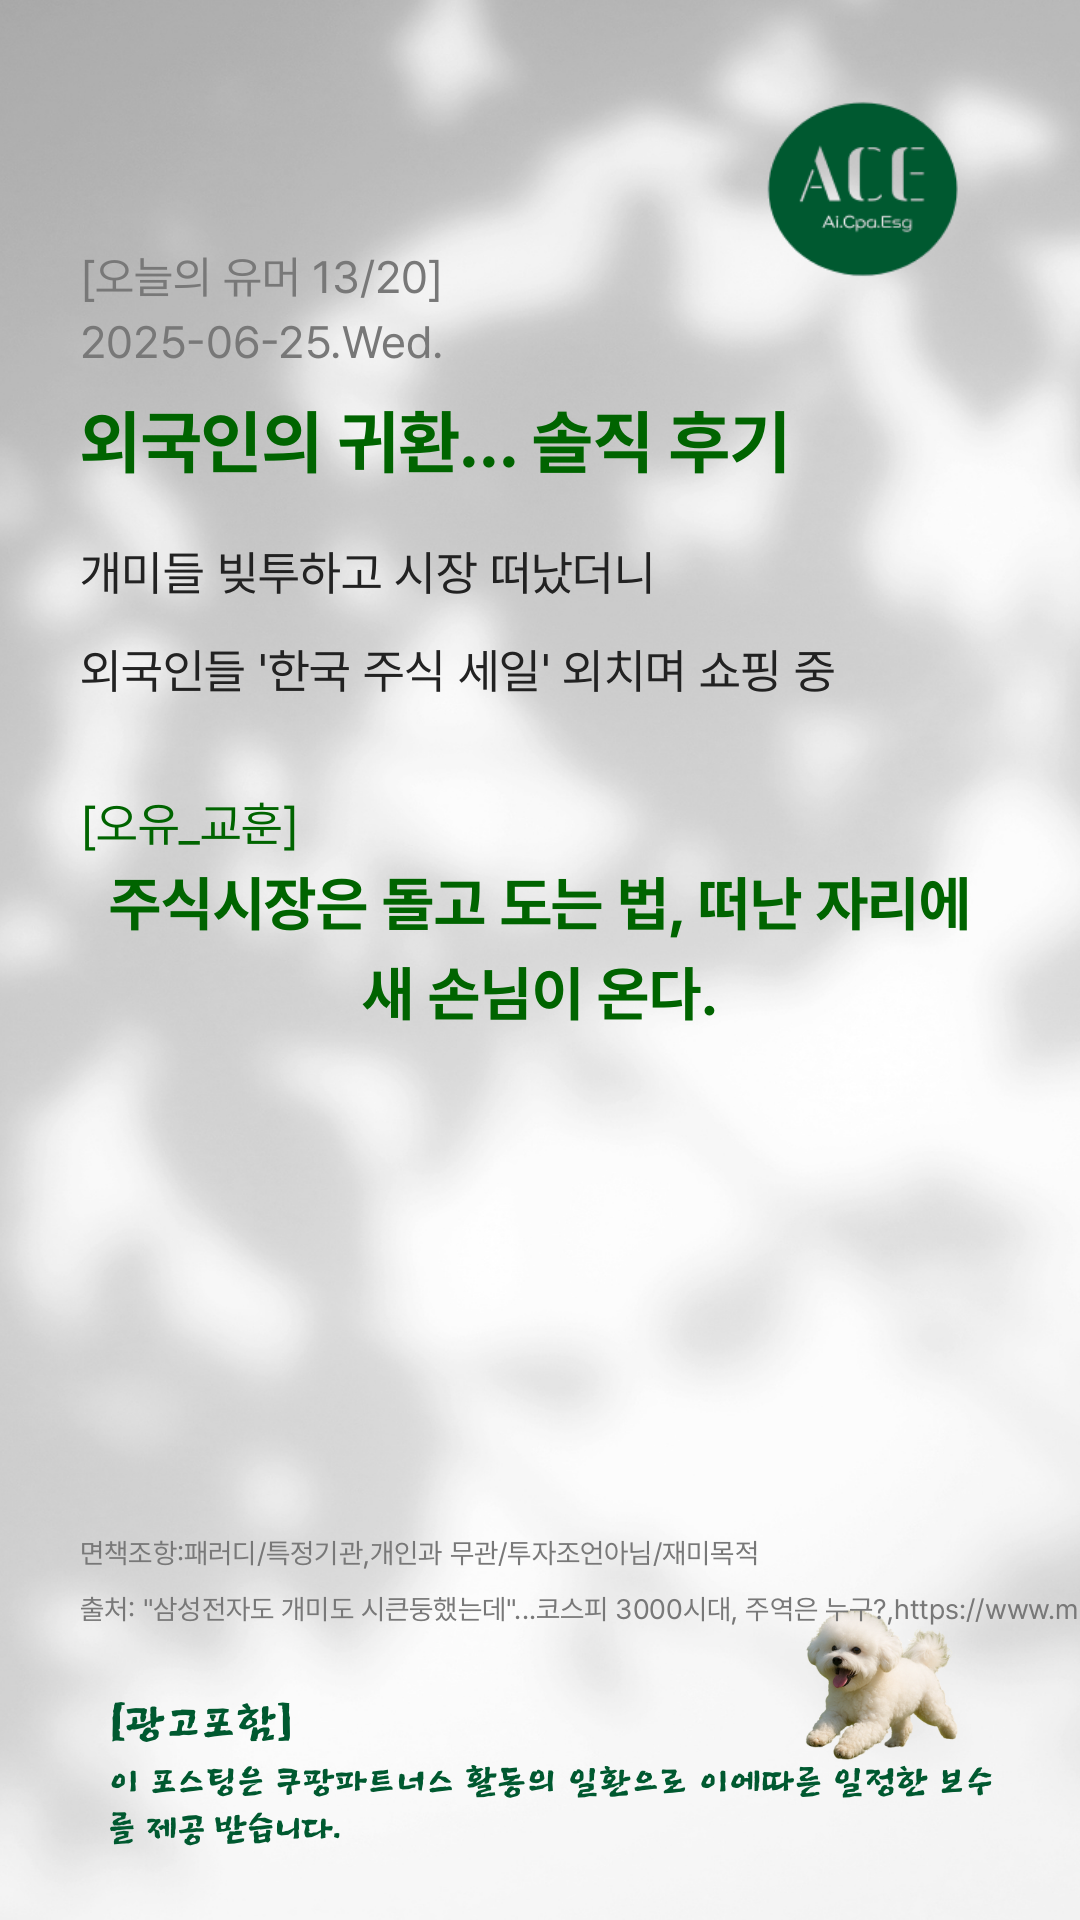 ACE
Ai.Cpa.Esg
[오늘의 유머 13/20]
2025-06-25.Wed.
외국인의 귀환... 솔직 후기
개미들 빚투하고 시장 떠났더니
외국인들 '한국 주식 세일' 외치며 쇼핑 중
[오유_교훈]
주식시장은 돌고 도는 법, 떠난 자리에
새 손님이 온다.
면책조항:패러디/특정기관,개인과 무관/투자조언아님/재미목적
출처: "삼성전자도 개미도 시큰둥했는데"...코스피 3000시대, 주역은 누구?,https://www.m
[광고포함]
이 포스팅은 쿠팡파트너스 활동의 일환으로 이에따른 일정한 보수
를 제공 받습니다.